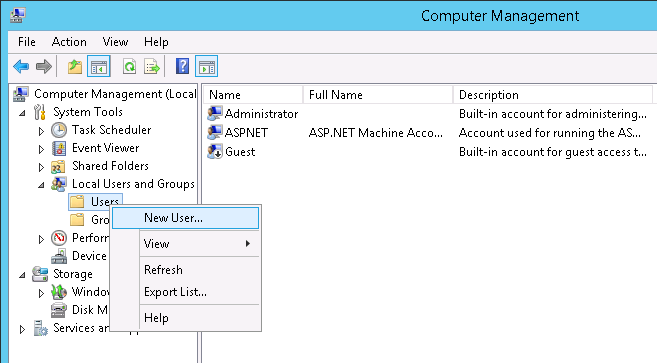 Computer Management
File Action View Help
Computer Management (Local
System Tools
Task Scheduler
Event Viewer
Shared Folders
Local Users and Groups
Users
Gro
Perform
Device
Storage
Window
Disk M
Services an
Name Full Name Description
Administrator Built-in account for administering...
ASPNET ASP.NET Machine Acco... Account used for running the AS...
Guest Built-in account for guest access t...
New User...
View
Refresh
Export List...
Help